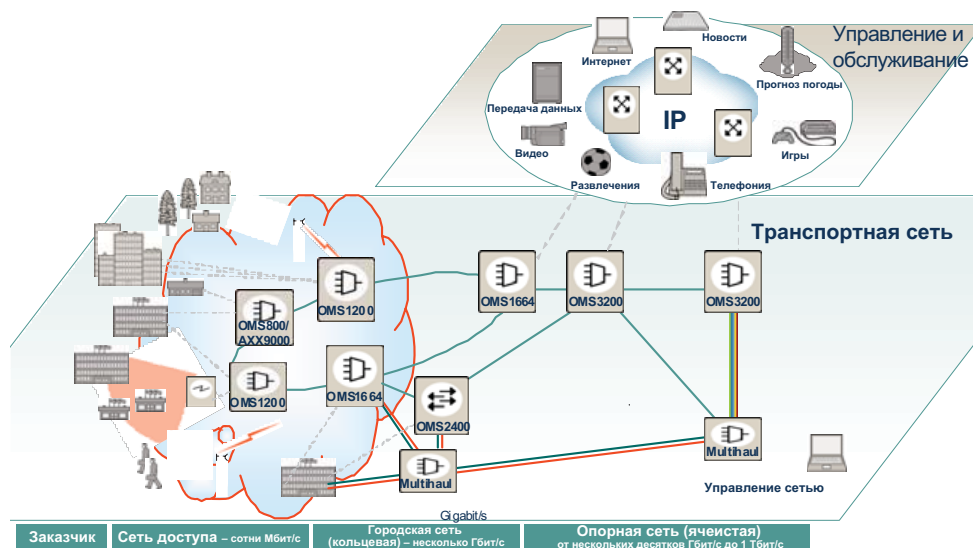 Управление и
обслуживание
Новости
Интернет
Прогноз погоды
Передача данных
IP
Видео
Игры
Развлечения
Телефония
Транспортная сеть
OMS1200
OMS1664
OMS3200
OMS3200
OMS800/
AXX9000
OMS1200
OMS1664
OMS2400
Multihaul
Multihaul
Управление сетью
Gigabit/s
Заказчик
Сеть доступа – сотни Мбит/с
Городская сеть
(кольцевая) – несколько Гбит/с
Опорная сеть (ячеистая)
от нескольких десятков Гбит/с до 1 Тбит/с